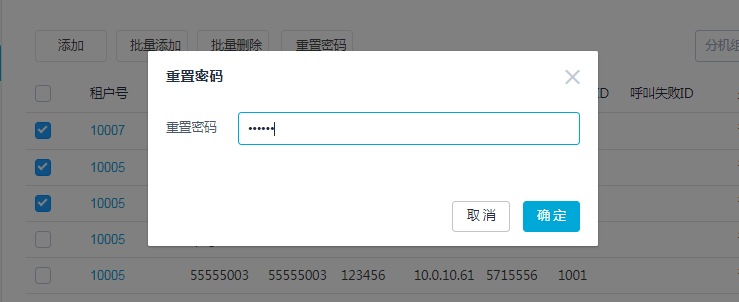 添加 批量添加 批量删除 重置密码 分机组
租户号 ID 呼叫失败ID
重置密码
10007
重置密码 ••••••
10005
10005
取消 确定
10005
10005 55555003 55555003 123456 10.0.10.61 5715556 1001